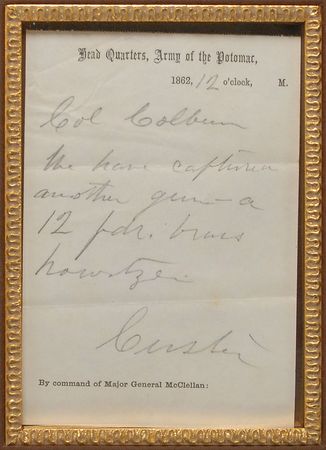 Head Quarters, Army of the Potomac,
1862, 12 o'clock, M.
Col Colburn
We have captured
another gun - a
12 pdr. brass
howitzer
Custer
By command of Major General McClellan: